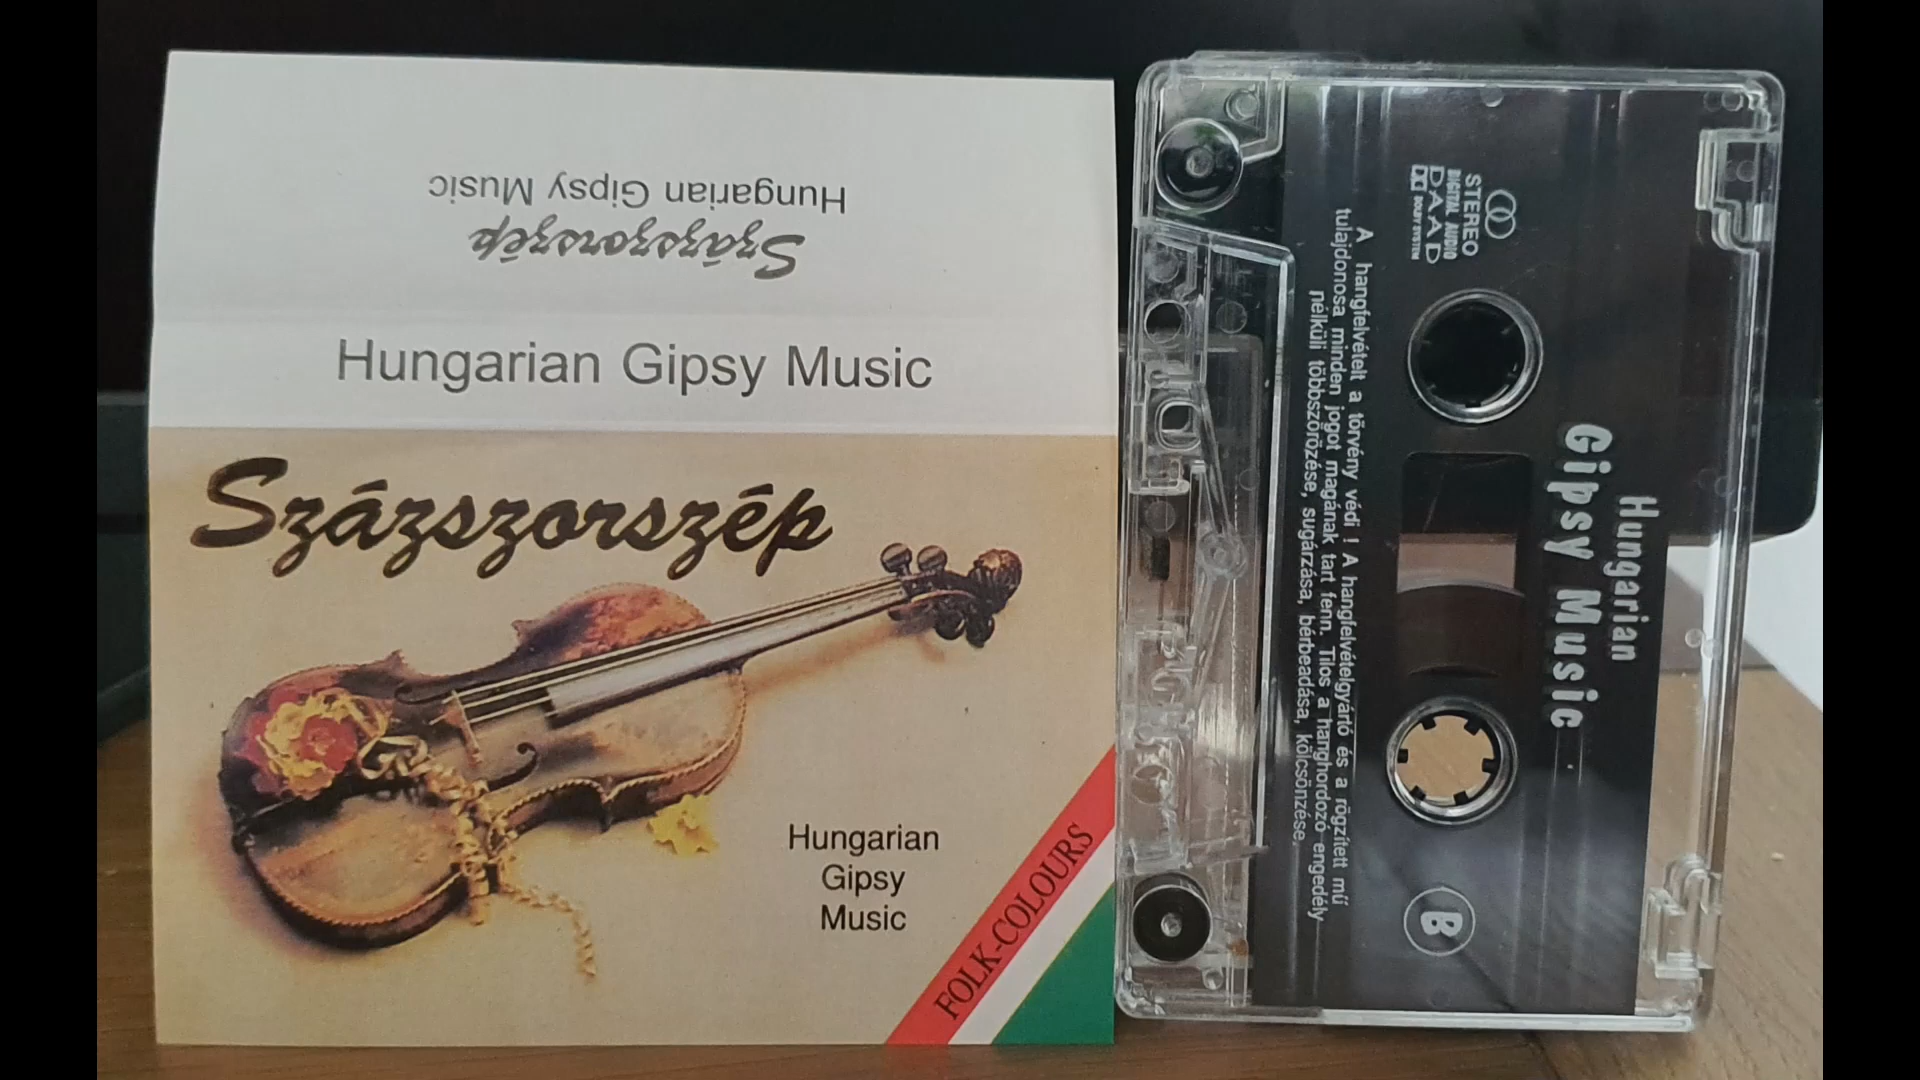 Hungarian Gipsy Music
Százszorszép
Hungarian Gipsy Music
Százszorszép
Hungarian
Gipsy
Music
FOLK-COLOURS
Hungarian
Gipsy Music
STEREO
DIGITAL AUDIO
DAAD
DOLBY SYSTEM
B
A hangfelvételt a törvény védi ! A hangfelvételgyártó és a rögzített mű
tulajdonosa minden jogot magának tart fenn. Tilos a hanghordozó engedély
nélküli többszörözése, sugárzása, bérbeadása, kölcsönzése.